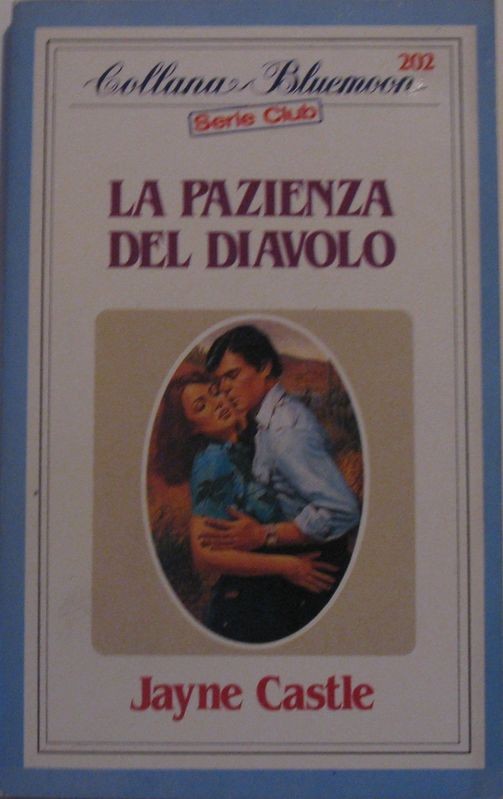 202
Collana Bluemoon
Serie Club
LA PAZIENZA
DEL DIAVOLO
Jayne Castle